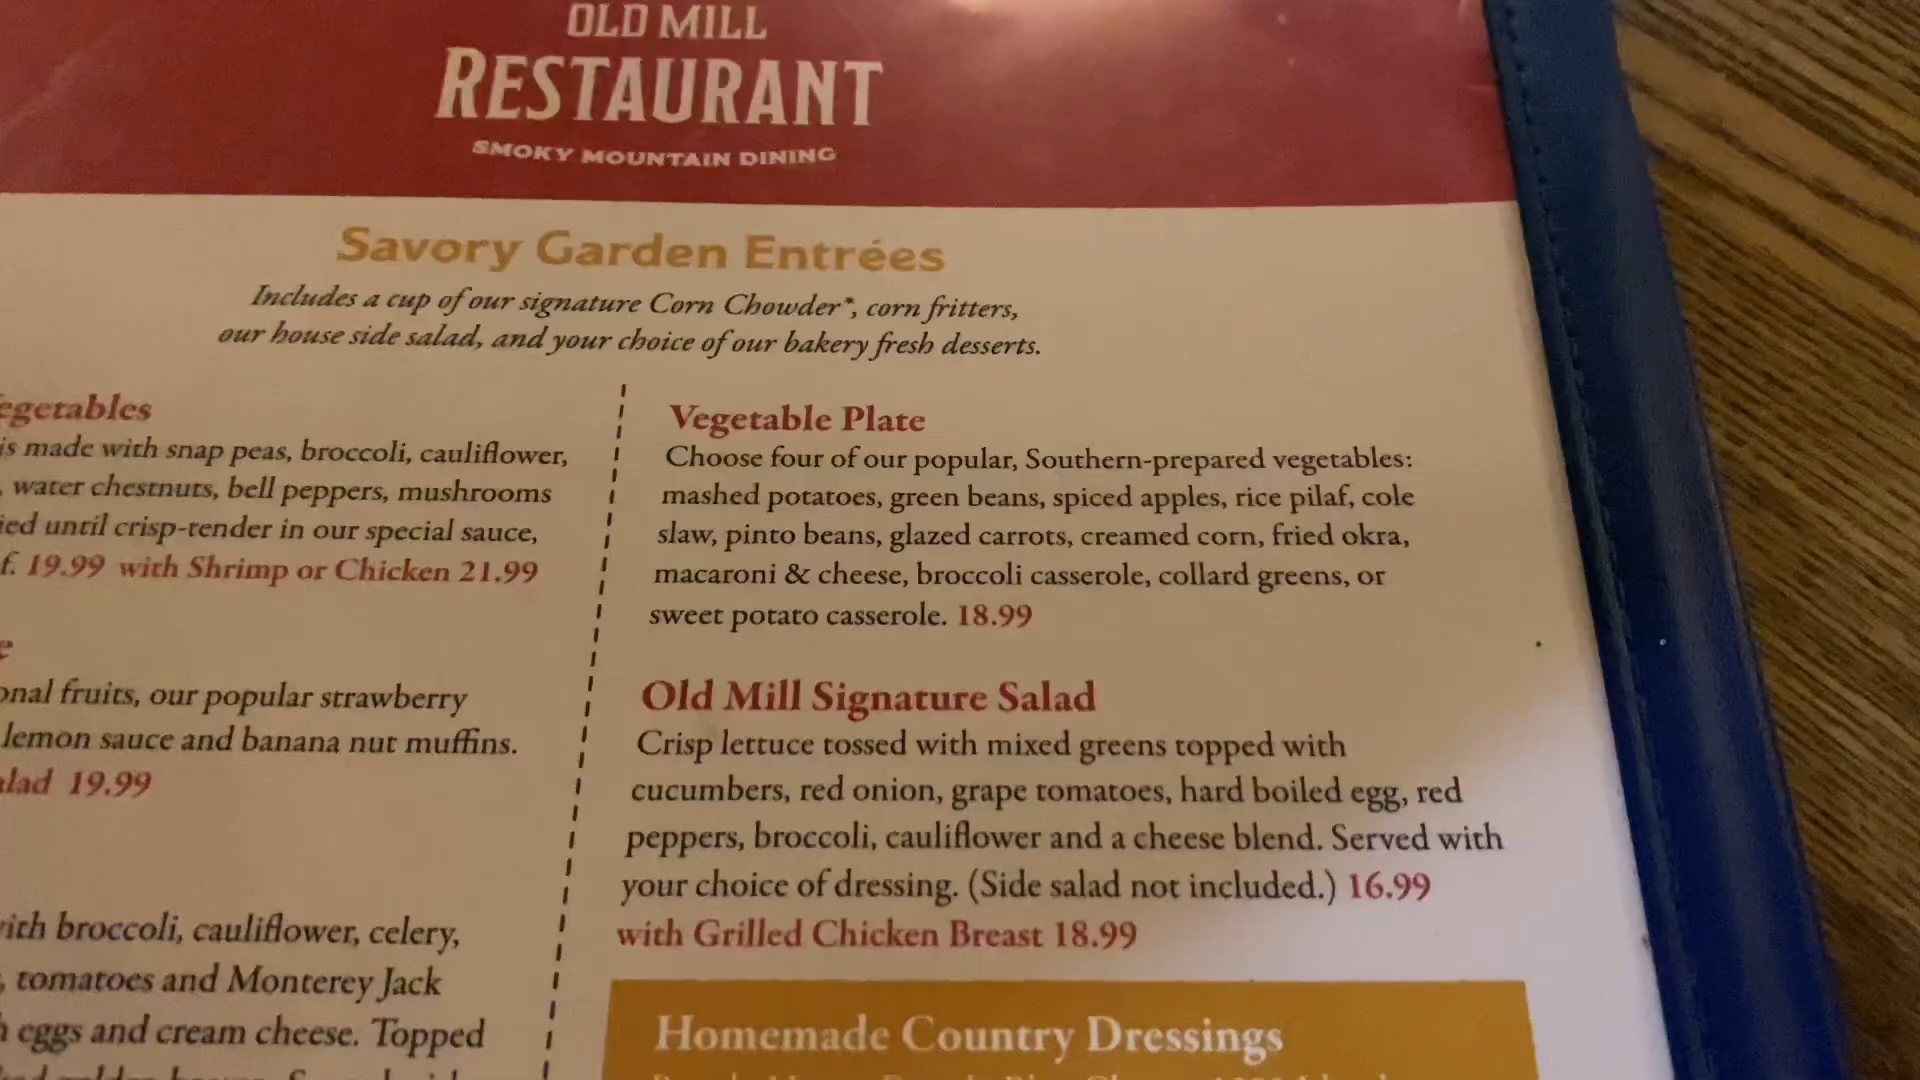 OLD MILL
RESTAURANT
SMOKY MOUNTAIN DINING
Savory Garden Entrées
Includes a cup of our signature Corn Chowder*, corn fritters,
our house side salad, and your choice of our bakery fresh desserts.
is made with snap peas, broccoli, cauliflower,
water chestnuts, bell peppers, mushrooms
until crisp-tender in our special sauce,
19.99 with Shrimp or Chicken 21.99
fruits, our popular strawberry
lemon sauce and banana nut muffins.
19.99
broccoli, cauliflower, celery,
, tomatoes and Monterey Jack
eggs and cream cheese. Topped
Vegetable Plate
Choose four of our popular, Southern-prepared vegetables:
mashed potatoes, green beans, spiced apples, rice pilaf, cole
slaw, pinto beans, glazed carrots, creamed corn, fried okra,
macaroni & cheese, broccoli casserole, collard greens, or
sweet potato casserole. 18.99
Old Mill Signature Salad
Crisp lettuce tossed with mixed greens topped with
cucumbers, red onion, grape tomatoes, hard boiled egg, red
peppers, broccoli, cauliflower and a cheese blend. Served with
your choice of dressing. (Side salad not included.) 16.99
with Grilled Chicken Breast 18.99
Homemade Country Dressings